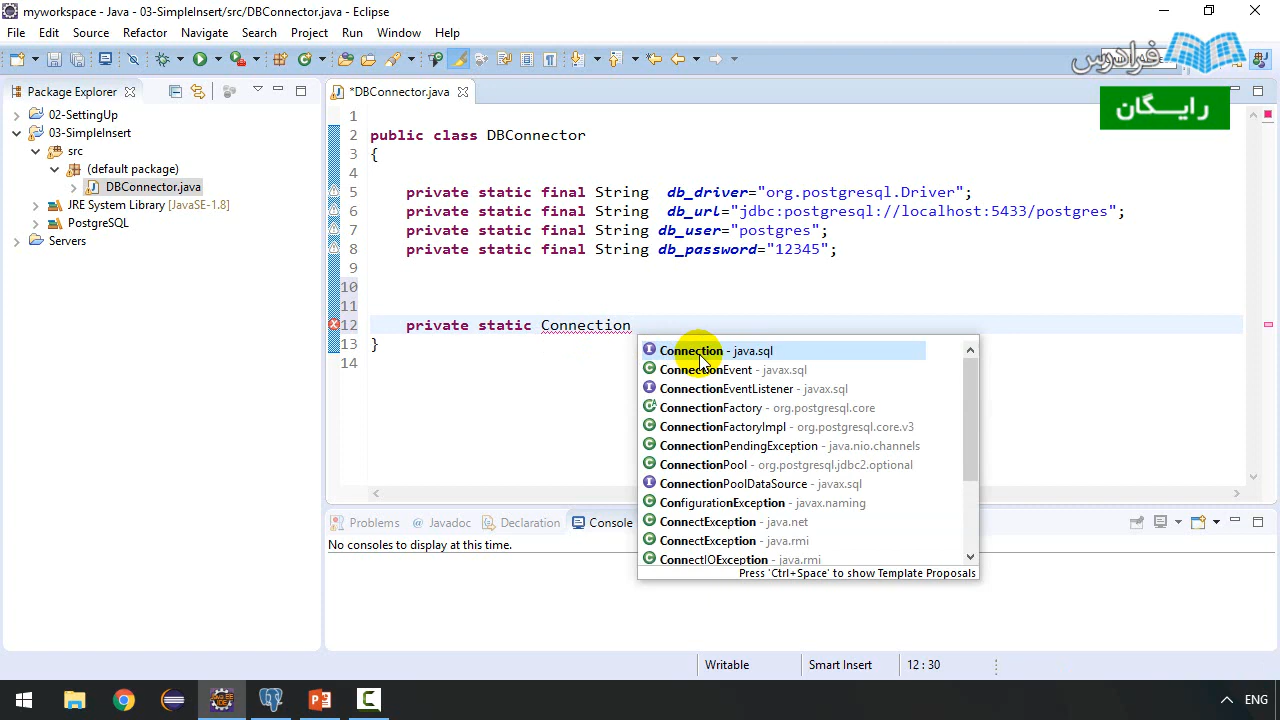 myworkspace - Java - 03-SimpleInsert/src/DBConnector.java - Eclipse
File Edit Source Refactor Navigate Search Project Run Window Help
فرادرس
رایـــگان
Package Explorer
*DBConnector.java
02-SettingUp
03-SimpleInsert
src
(default package)
DBConnector.java
JRE System Library [JavaSE-1.8]
PostgreSQL
Servers
1
2 public class DBConnector
3 {
4
5 private static final String db_driver="org.postgresql.Driver";
6 private static final String db_url="jdbc:postgresql://localhost:5433/postgres";
7 private static final String db_user="postgres";
8 private static final String db_password="12345";
9
10
11
12 private static Connection
13 }
14
Connection - java.sql
ConnectionEvent - javax.sql
ConnectionEventListener - javax.sql
ConnectionFactory - org.postgresql.core
ConnectionFactoryImpl - org.postgresql.core.v3
ConnectionPendingException - java.nio.channels
ConnectionPool - org.postgresql.jdbc2.optional
ConnectionPoolDataSource - javax.sql
ConfigurationException - javax.naming
ConnectException - java.net
ConnectException - java.rmi
ConnectIOException - java.rmi
Press 'Ctrl+Space' to show Template Proposals
Problems @ Javadoc Declaration Console
No consoles to display at this time.
Writable Smart Insert 12 : 30
ENG